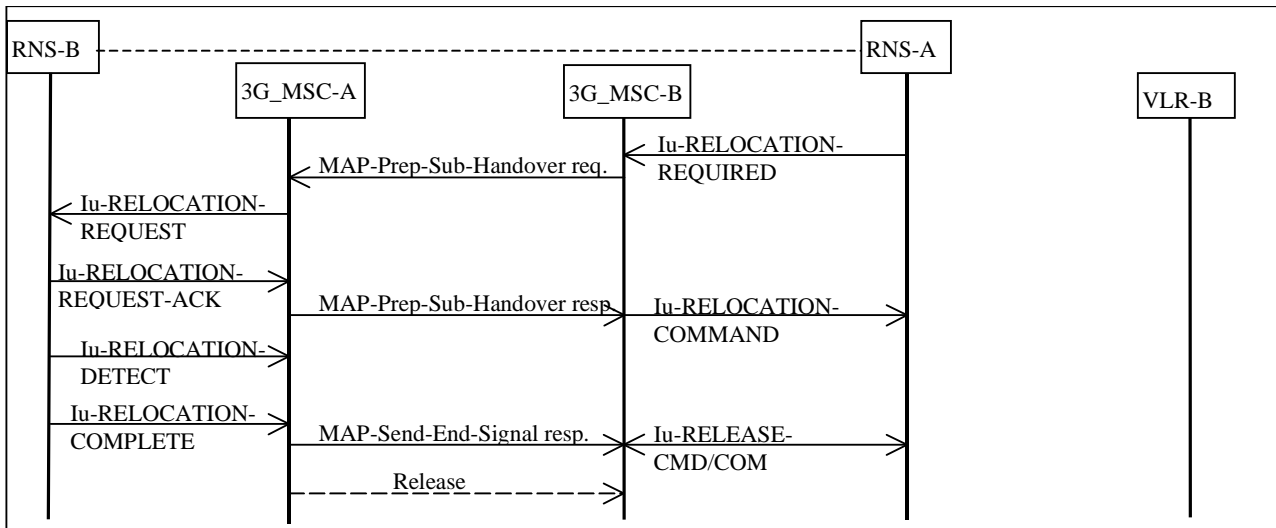 RNS-B
RNS-A
3G_MSC-A
3G_MSC-B
VLR-B
Iu-RELOCATION-
REQUIRED
MAP-Prep-Sub-Handover req.
Iu-RELOCATION-
REQUEST
Iu-RELOCATION-
REQUEST-ACK
MAP-Prep-Sub-Handover resp
Iu-RELOCATION-
COMMAND
Iu-RELOCATION-
DETECT
Iu-RELOCATION-
COMPLETE
MAP-Send-End-Signal resp.
Iu-RELEASE-
CMD/COM
Release